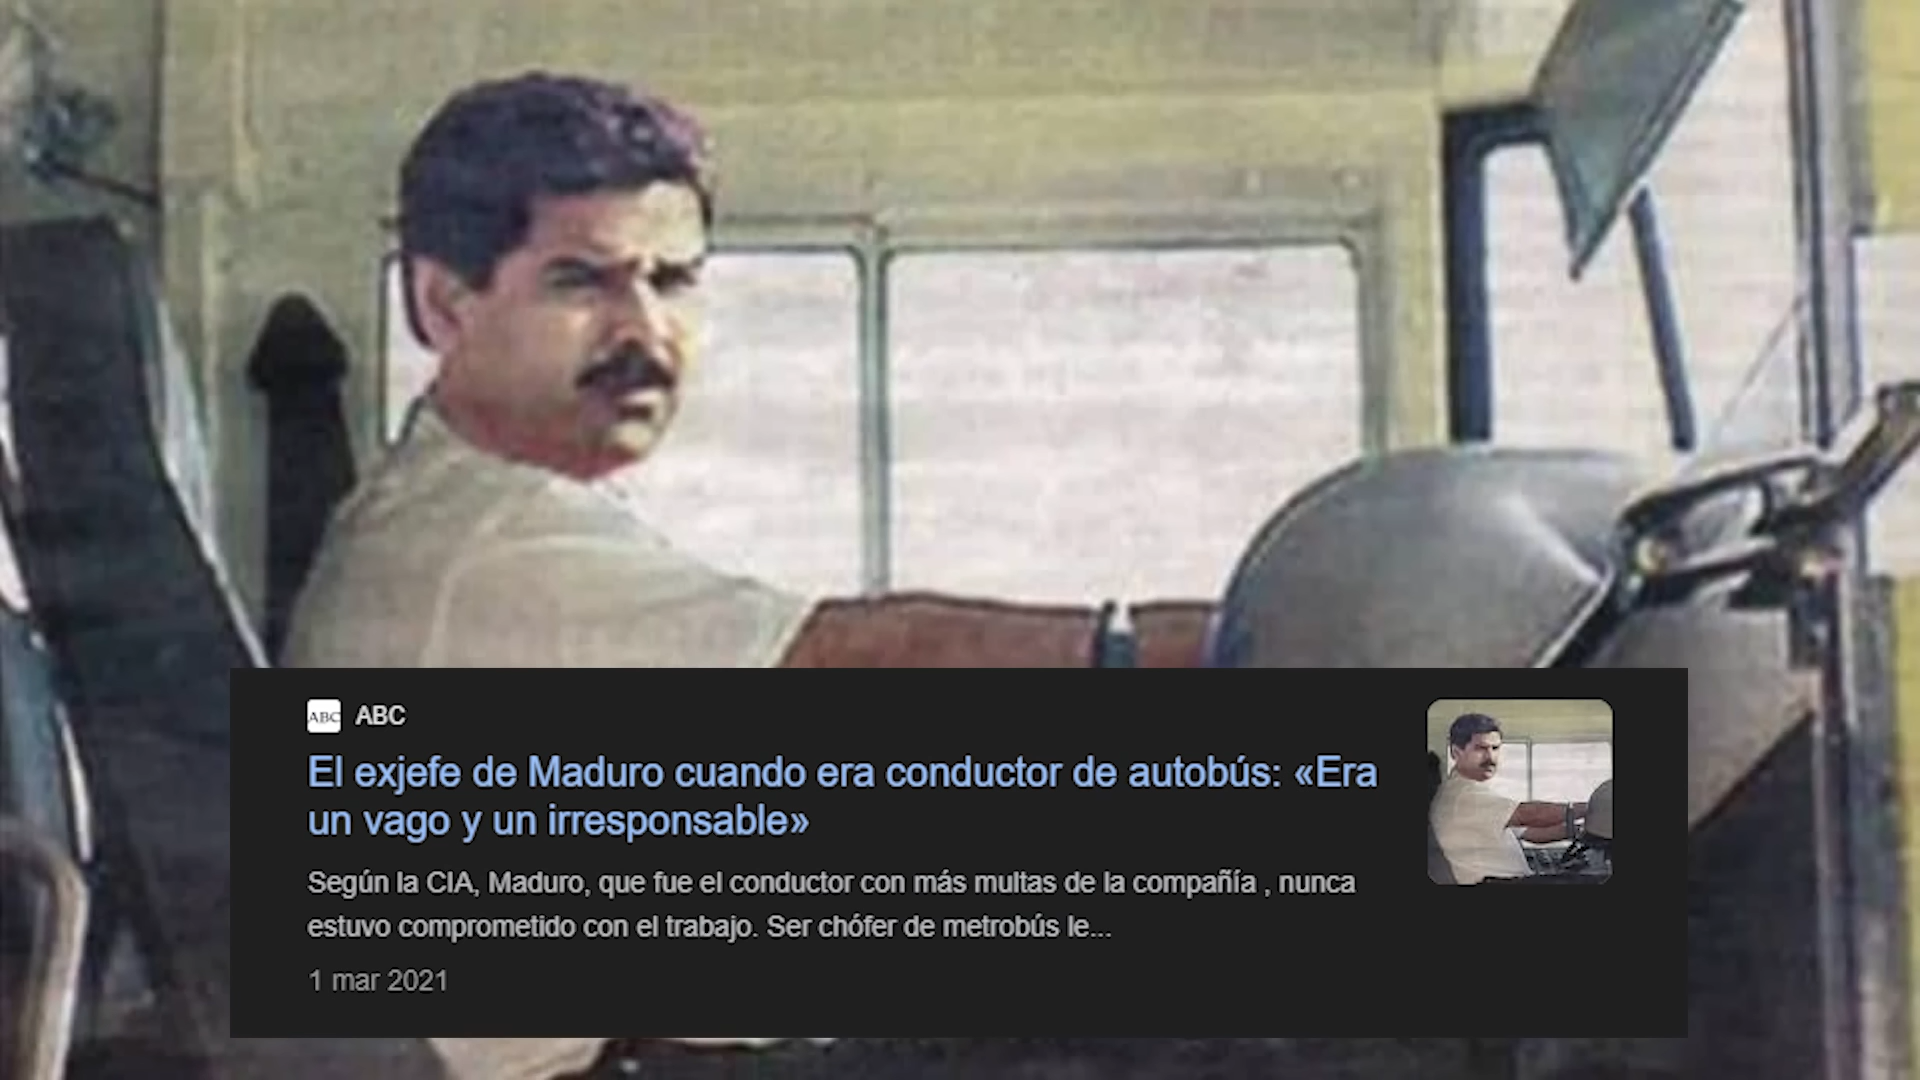 ABC ABC
El exjefe de Maduro cuando era conductor de autobús: «Era
un vago y un irresponsable»
Según la CIA, Maduro, que fue el conductor con más multas de la compañía , nunca
estuvo comprometido con el trabajo. Ser chófer de metrobús le...
1 mar 2021